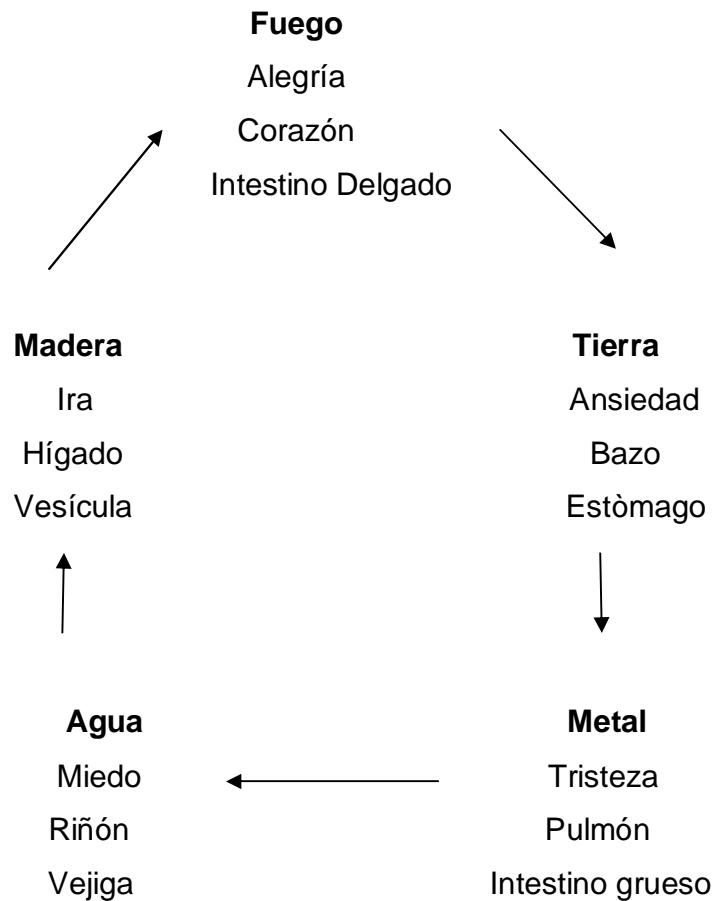 Fuego
Alegría
Corazón
Intestino Delgado
Madera
Ira
Hígado
Vesícula
Tierra
Ansiedad
Bazo
Estòmago
Agua
Miedo
Riñón
Vejiga
Metal
Tristeza
Pulmón
Intestino grueso